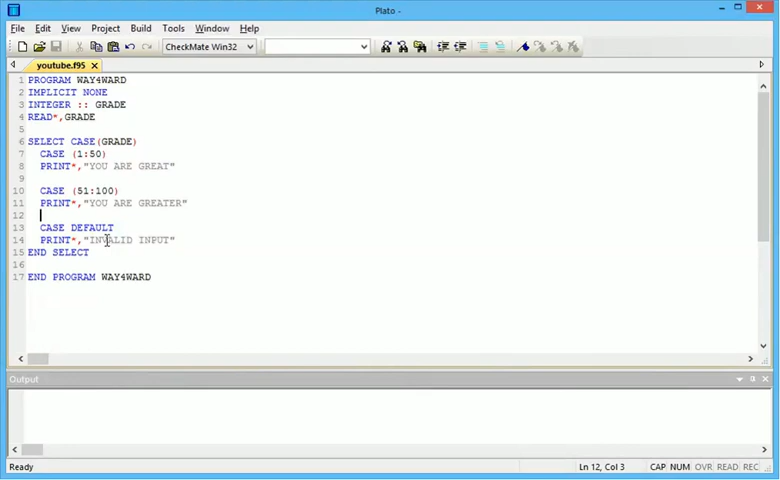 Plato -
File Edit View Project Build Tools Window Help
CheckMate Win32
youtube.f95
1 PROGRAM WAY4WARD
2 IMPLICIT NONE
3 INTEGER :: GRADE
4 READ*,GRADE
5
6 SELECT CASE(GRADE)
7 CASE (1:50)
8 PRINT*,"YOU ARE GREAT"
9
10 CASE (51:100)
11 PRINT*,"YOU ARE GREATER"
12
13 CASE DEFAULT
14 PRINT*,"INVALID INPUT"
15 END SELECT
16
17 END PROGRAM WAY4WARD
Output
Ready Ln 12, Col 3 CAP NUM OVR READ REC